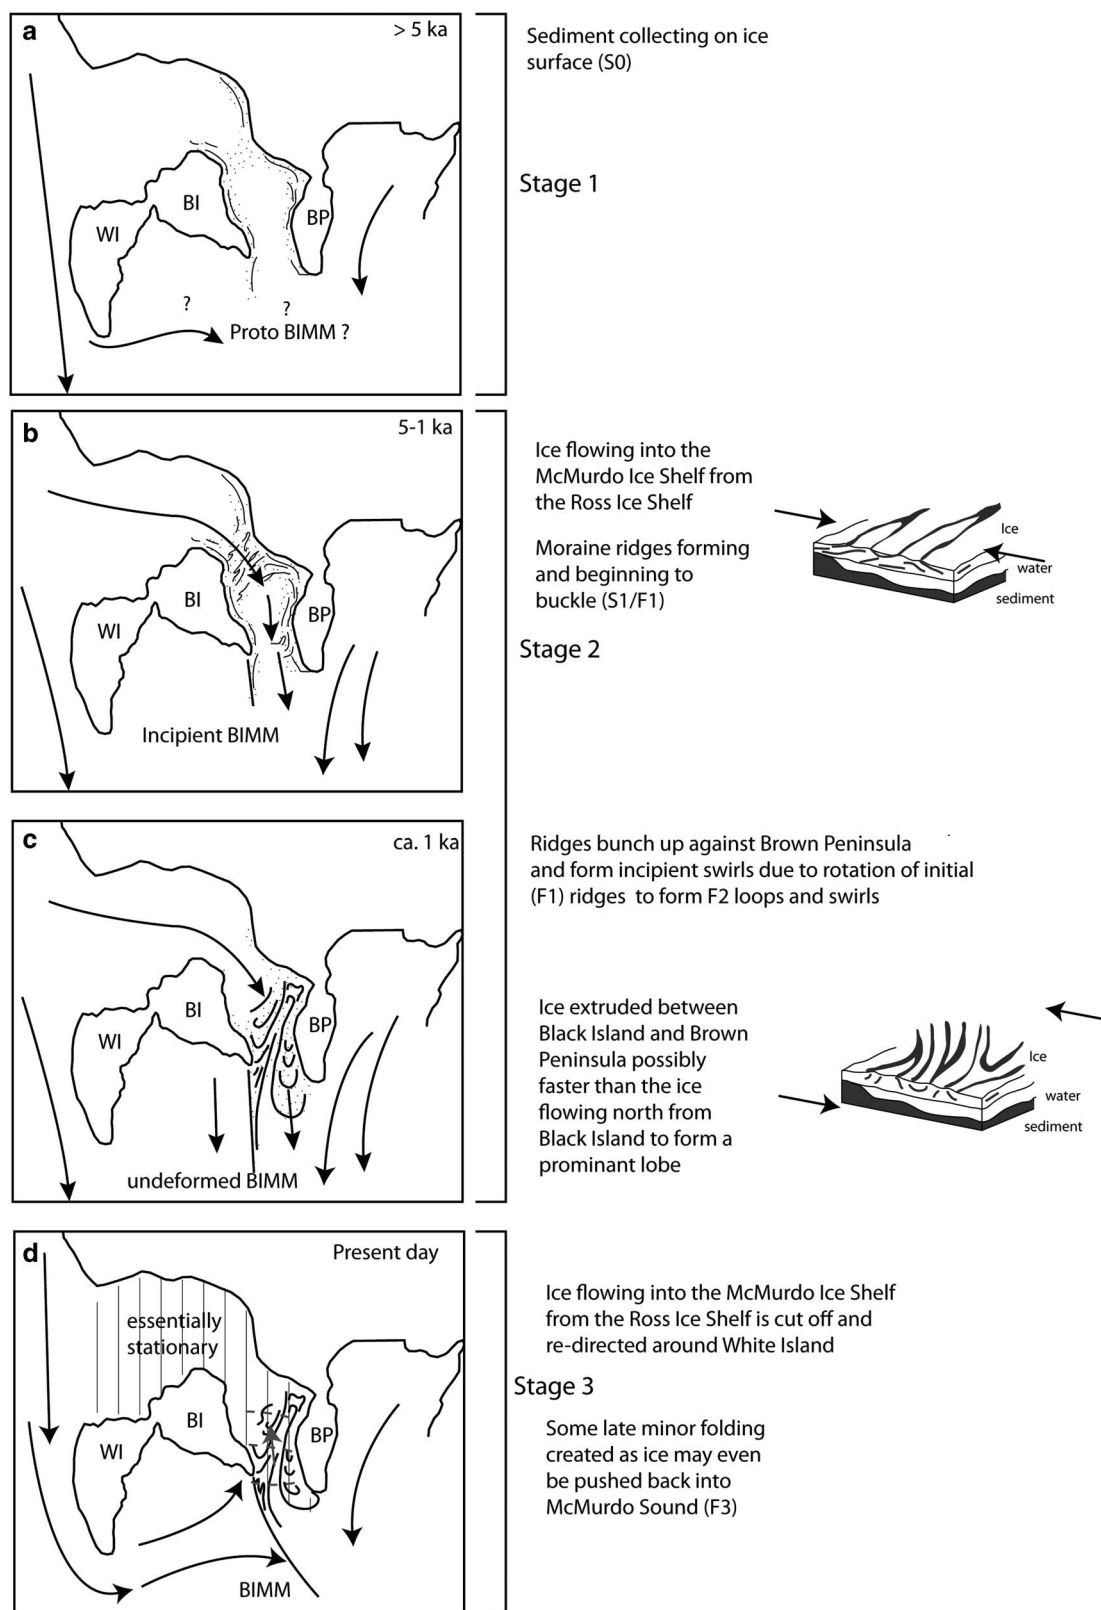 a
> 5 ka
BI
WI
BP
?
?
Proto BIMM ?
Sediment collecting on ice
surface (S0)
Stage 1
b
5-1 ka
BI
WI
BP
Incipient BIMM
Ice flowing into the
McMurdo Ice Shelf from
the Ross Ice Shelf
Moraine ridges forming
and beginning to
buckle (S1/F1)
Ice
water
sediment
Stage 2
c
ca. 1 ka
BI
WI
BP
undeformed BIMM
Ridges bunch up against Brown Peninsula
and form incipient swirls due to rotation of initial
(F1) ridges to form F2 loops and swirls
Ice extruded between
Black Island and Brown
Peninsula possibly
faster than the ice
flowing north from
Black Island to form a
prominant lobe
Ice
water
sediment
d
Present day
essentially
stationary
BI
WI
BP
BIMM
Ice flowing into the McMurdo Ice Shelf
from the Ross Ice Shelf is cut off and
re-directed around White Island
Stage 3
Some late minor folding
created as ice may even
be pushed back into
McMurdo Sound (F3)